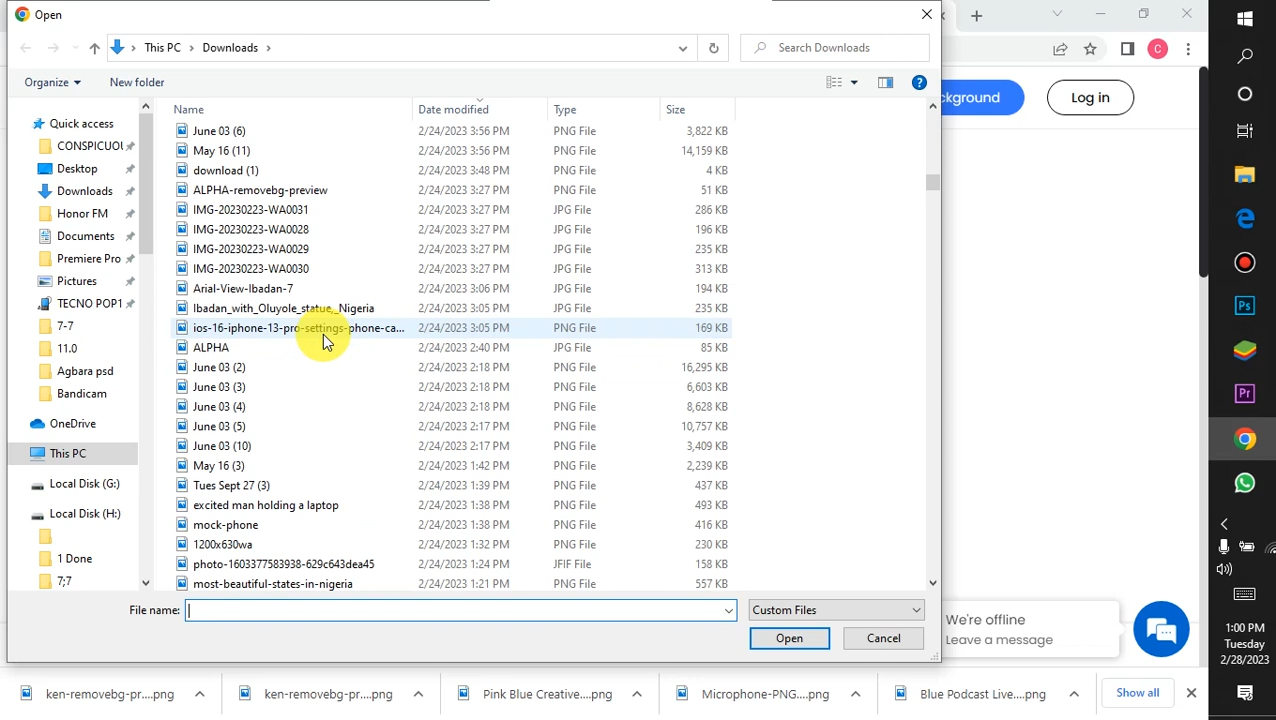 Open
This PC
Downloads
Search Downloads
Organize
New folder
Name
Date modified
Type
Size
June 03 (6) 2/24/2023 3:56 PM PNG File 3,822 KB
May 16 (11) 2/24/2023 3:56 PM PNG File 14,159 KB
download (1) 2/24/2023 3:48 PM PNG File 4 KB
ALPHA-removebg-preview 2/24/2023 3:27 PM PNG File 51 KB
IMG-20230223-WA0031 2/24/2023 3:27 PM JPG File 286 KB
IMG-20230223-WA0028 2/24/2023 3:27 PM JPG File 196 KB
IMG-20230223-WA0029 2/24/2023 3:27 PM JPG File 235 KB
IMG-20230223-WA0030 2/24/2023 3:27 PM JPG File 313 KB
Arial-View-Ibadan-7 2/24/2023 3:06 PM JPG File 194 KB
Ibadan_with_Oluyole_statue,_Nigeria 2/24/2023 3:05 PM JPG File 235 KB
ios-16-iphone-13-pro-settings-phone-ca... 2/24/2023 3:05 PM PNG File 169 KB
ALPHA 2/24/2023 2:40 PM JPG File 85 KB
June 03 (2) 2/24/2023 2:18 PM PNG File 16,295 KB
June 03 (3) 2/24/2023 2:18 PM PNG File 6,603 KB
June 03 (4) 2/24/2023 2:18 PM PNG File 8,628 KB
June 03 (5) 2/24/2023 2:17 PM PNG File 10,757 KB
June 03 (10) 2/24/2023 2:17 PM PNG File 3,409 KB
May 16 (3) 2/24/2023 1:42 PM PNG File 2,239 KB
Tues Sept 27 (3) 2/24/2023 1:39 PM PNG File 437 KB
excited man holding a laptop 2/24/2023 1:38 PM PNG File 493 KB
mock-phone 2/24/2023 1:38 PM PNG File 416 KB
1200x630wa 2/24/2023 1:32 PM PNG File 230 KB
photo-1603377583938-629c643dea45 2/24/2023 1:24 PM JFIF File 158 KB
most-beautiful-states-in-nigeria 2/24/2023 1:21 PM PNG File 557 KB
Quick access
CONSPICUOU
Desktop
Downloads
Honor FM
Documents
Premiere Pro
Pictures
TECNO POP1
7-7
11.0
Agbara psd
Bandicam
OneDrive
This PC
Local Disk (G:)
Local Disk (H:)
1 Done
7;7
File name:
Custom Files
Open
Cancel
ckground
Log in
C
We're offline
Leave a message
ken-removebg-pr....png
ken-removebg-pr....png
Pink Blue Creative....png
Microphone-PNG....png
Blue Podcast Live....png
Show all
Ps
Pr
1:00 PM
Tuesday
2/28/2023